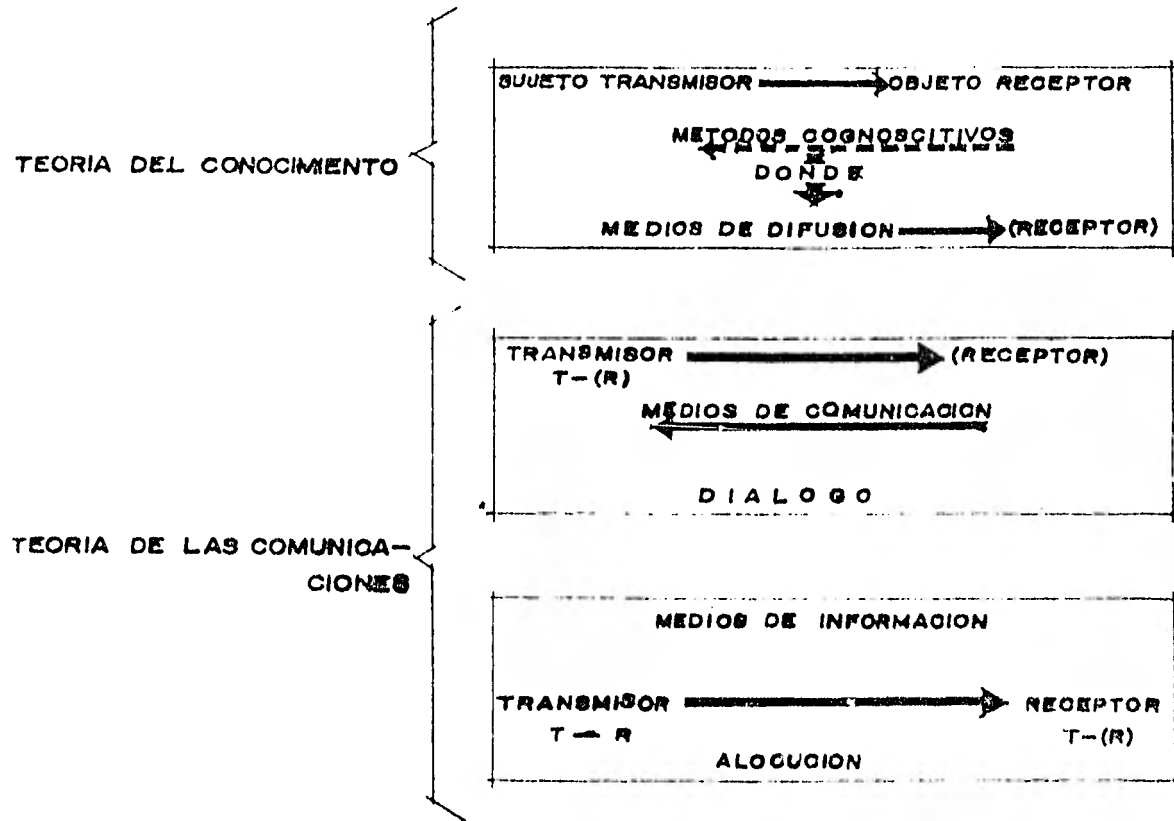 TEORIA DEL CONOCIMIENTO
SUJETO TRANSMISOR OBJETO RECEPTOR
METODOS COGNOSCITIVOS
DONDE
MEDIOS DE DIFUSION (RECEPTOR)
TEORIA DE LAS COMUNICA-
CIONES
TRANSMISOR (RECEPTOR)
T-(R)
MEDIOS DE COMUNICACION
DIALOGO
MEDIOS DE INFORMACION
TRANSMISOR RECEPTOR
T - R T-(R)
ALOCUCION